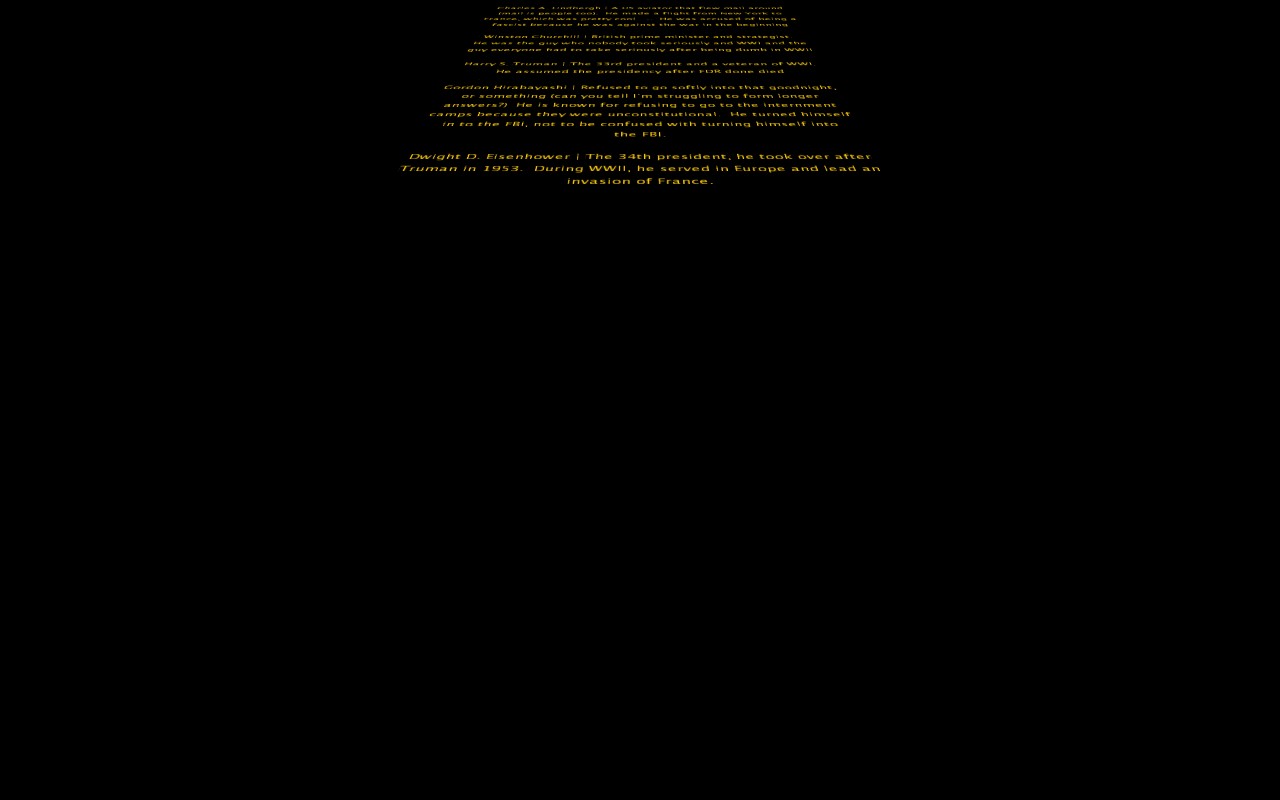 Charles A. Lindbergh | A US aviator that flew mail around
(mail is people too). He made a flight from New York to
France, which was pretty cool. He was accused of being a
fascist because he was against the war in the beginning.
Winston Churchill | British prime minister and strategist.
He was the guy who nobody took seriously and WWI and the
guy everyone had to take seriously after being dumb in WWII.
Harry S. Truman | The 33rd president and a veteran of WWI.
He assumed the presidency after FDR done died
Gordon Hirabayashi | Refused to go softly into that goodnight,
or something (can you tell I'm struggling to form longer
answers?) He is known for refusing to go to the internment
camps because they were unconstitutional. He turned himself
in to the FBI, not to be confused with turning himself into
the FBI.
Dwight D. Eisenhower | The 34th president, he took over after
Truman in 1953. During WWII, he served in Europe and lead an
invasion of France.